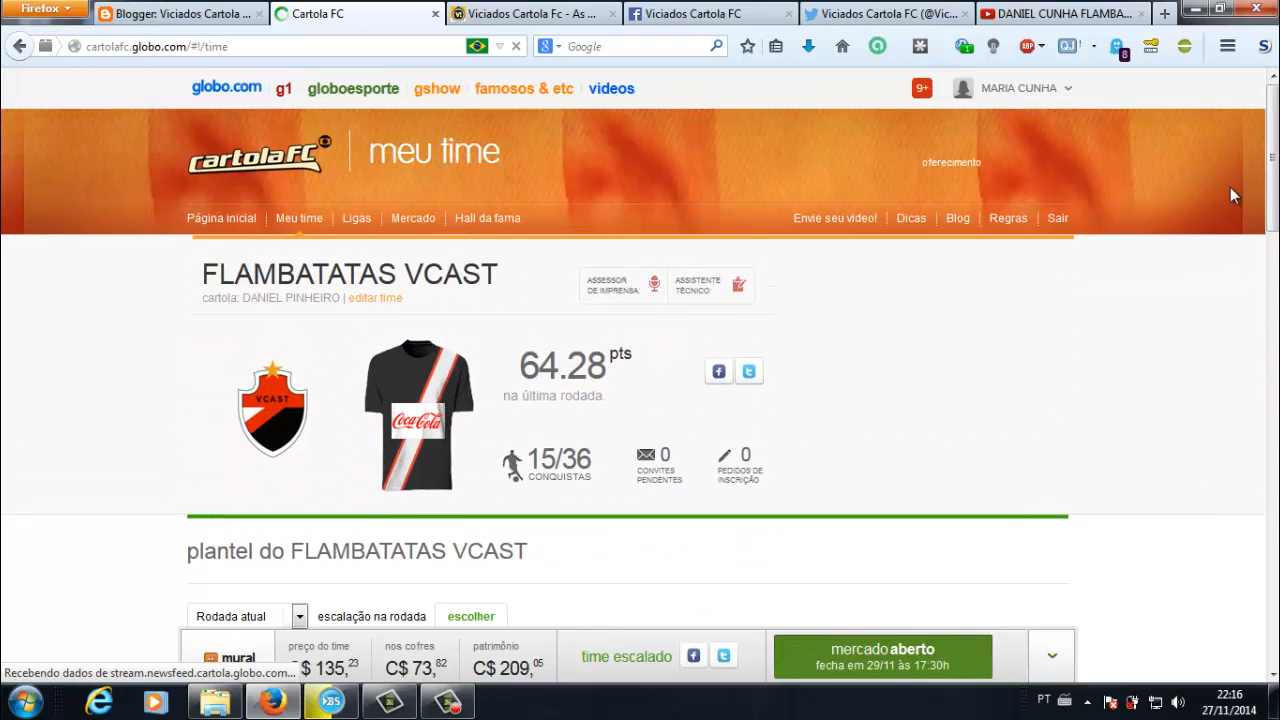 Firefox
Blogger: Viciados Cartola ...
Cartola FC
Viciados Cartola Fc - As ...
Viciados Cartola FC
Viciados Cartola FC (@Vic...
DANIEL CUNHA FLAMBA...
cartolafc.globo.com/#!/time
Google
ABP
QJ
8
S
globo.com g1 globoesporte gshow famosos & etc videos
9+ MARIA CUNHA
cartola FC meu time
oferecimento
Página inicial Meu time Ligas Mercado Hall da fama Envie seu vídeo! Dicas Blog Regras Sair
FLAMBATATAS VCAST
cartola: DANIEL PINHEIRO | editar time
ASSESSOR DE IMPRENSA:
ASSISTENTE TÉCNICO:
VCAST
Coca-Cola
64.28 pts
na última rodada.
15/36
CONQUISTAS
0
CONVITES PENDENTES
0
PEDIDOS DE INSCRIÇÃO
plantel do FLAMBATATAS VCAST
Rodada atual escalação na rodada escolher
mural
preço do time
C$ 135,23
nos cofres
C$ 73,82
patrimônio
C$ 209,05
time escalado
mercado aberto
fecha em 29/11 às 17:30h
Recebendo dados de stream.newsfeed.cartola.globo.com...
BS
PT
22:16
27/11/2014